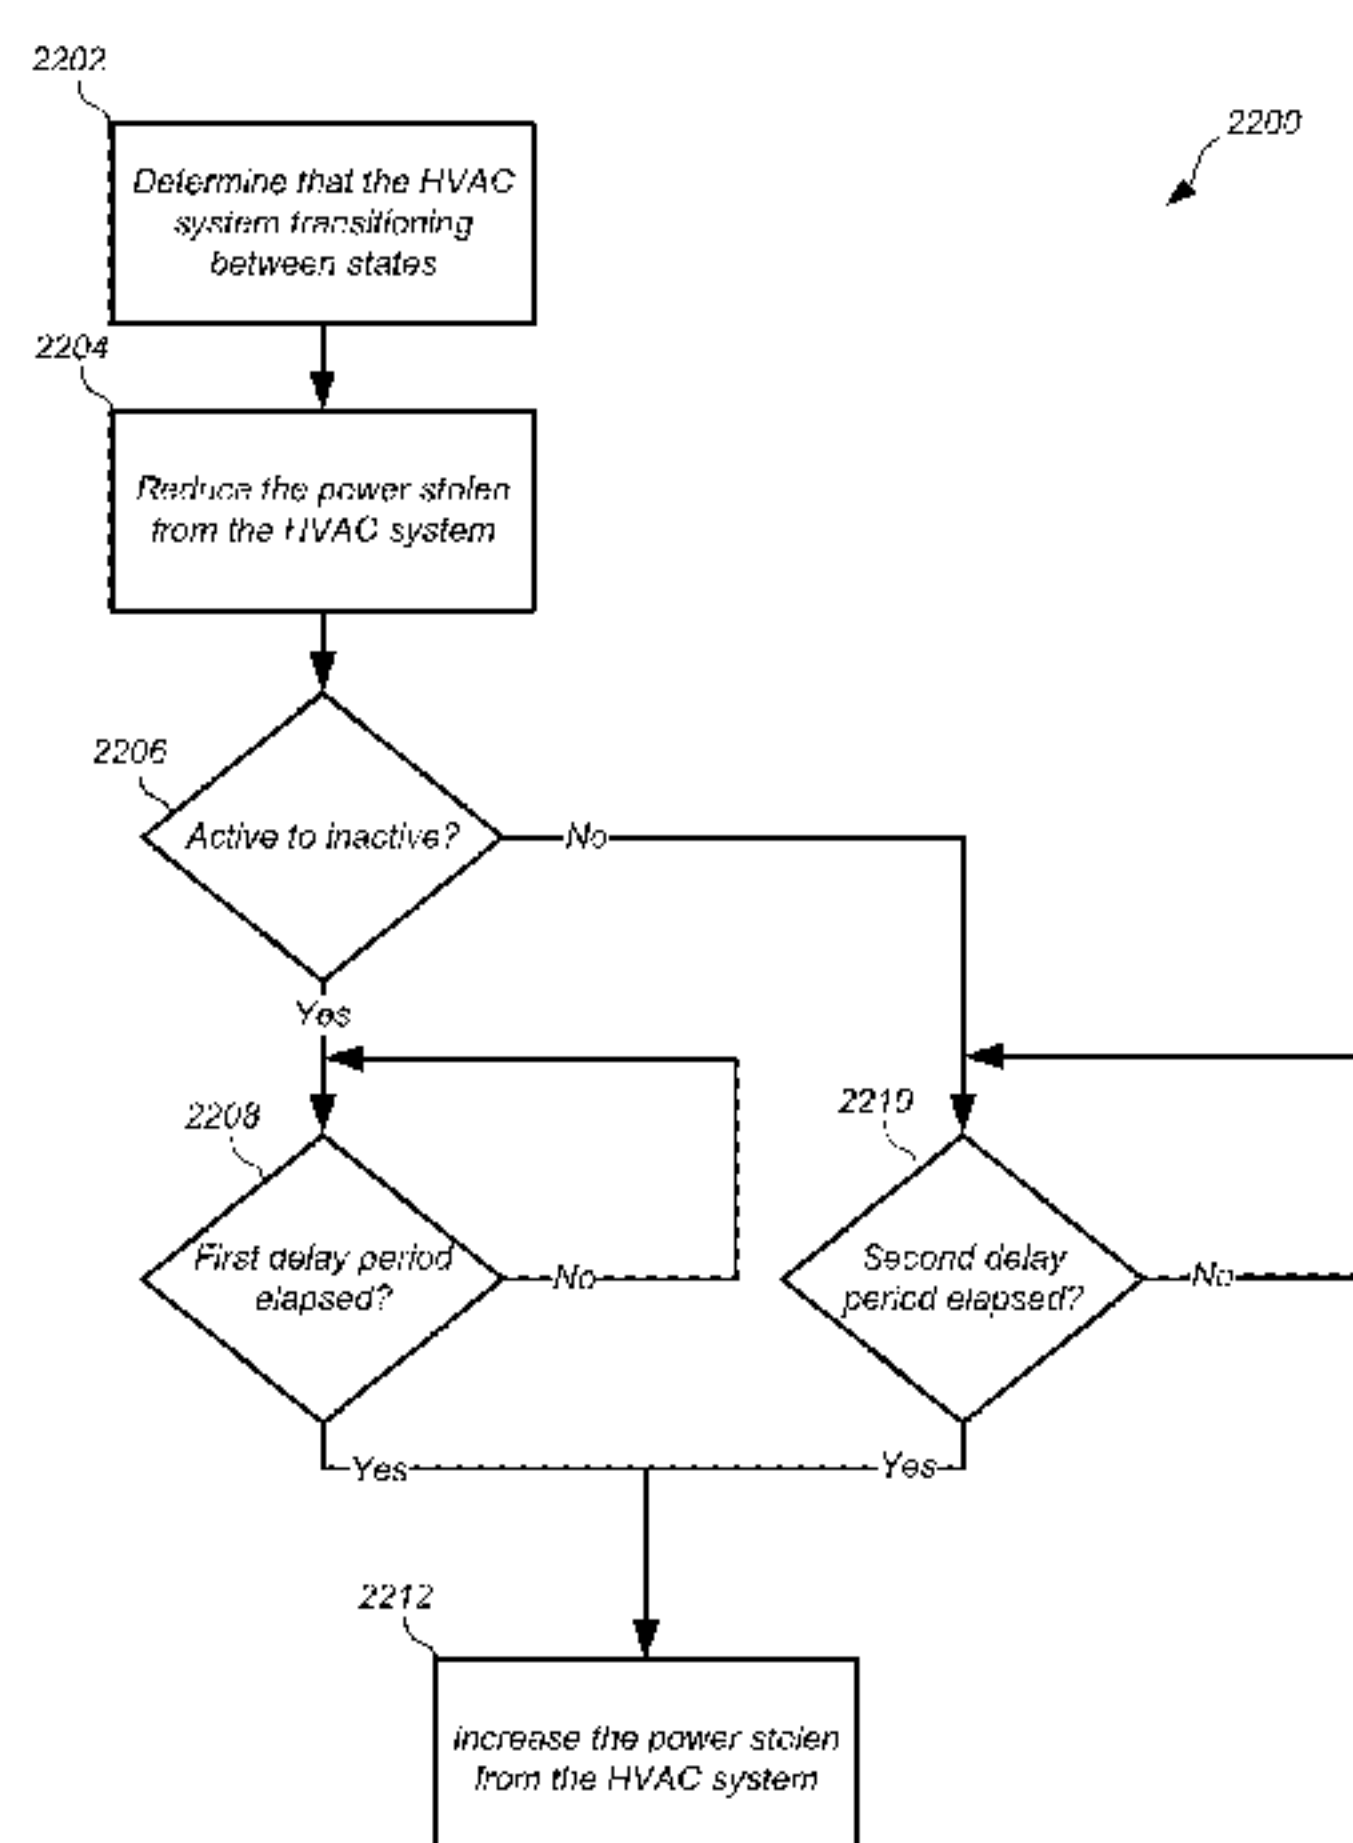 2202
2200
Determine that the HVAC
system transitioning
between states
2204
Reduce the power stolen
from the HVAC system
2206
Active to inactive?
No
Yes
2208
2210
First delay period
elapsed?
No
Second delay
period elapsed?
No
Yes
Yes
2212
Increase the power stolen
from the HVAC system